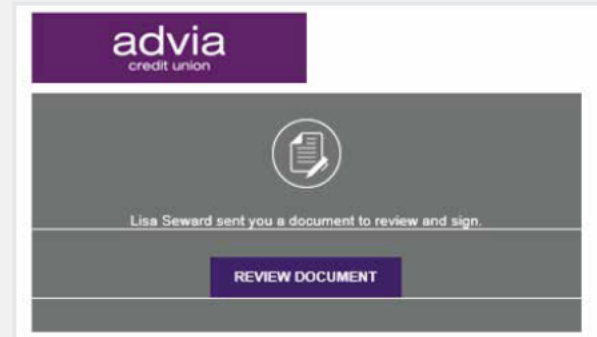 advia
credit union
Lisa Seward sent you a document to review and sign.
REVIEW DOCUMENT